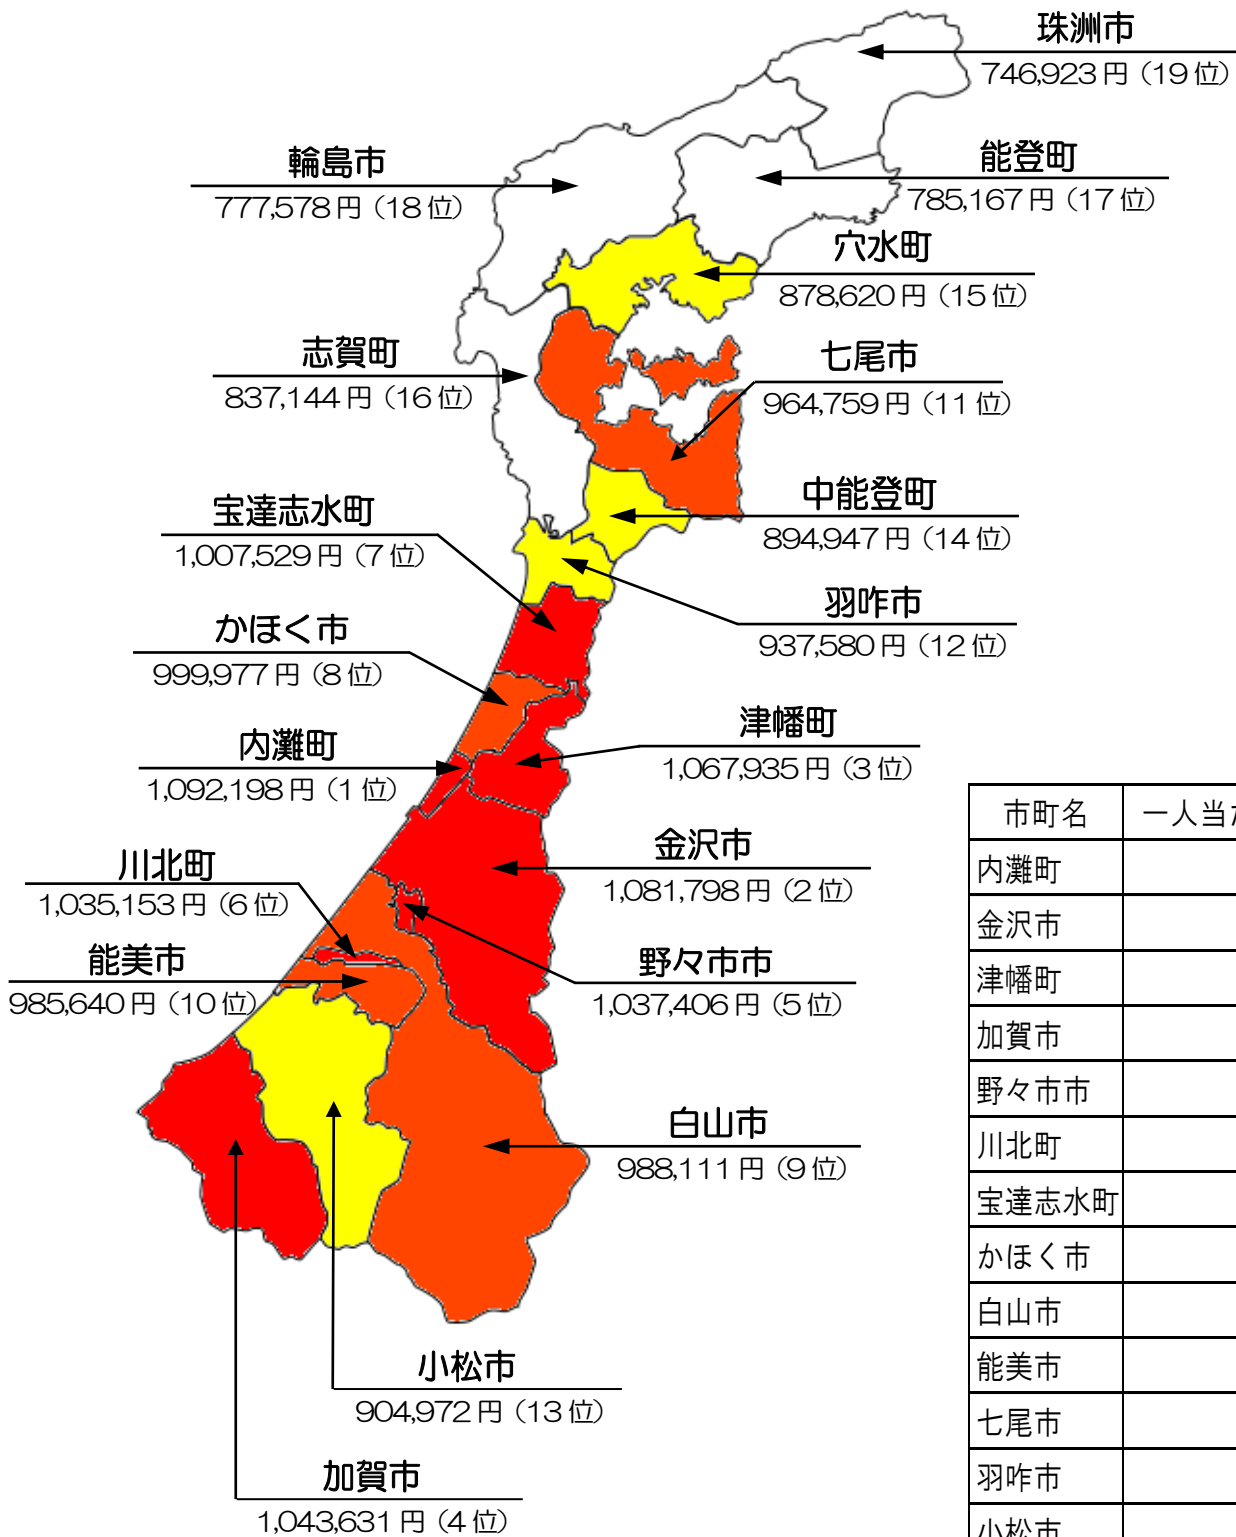 珠洲市
746,923円（19位）
能登町
785,167円（17位）
輪島市
777,578円（18位）
穴水町
878,620円（15位）
志賀町
837,144円（16位）
七尾市
964,759円（11位）
中能登町
894,947円（14位）
宝達志水町
1,007,529円（7位）
羽咋市
937,580円（12位）
かほく市
999,977円（8位）
津幡町
1,067,935円（3位）
内灘町
1,092,198円（1位）
金沢市
1,081,798円（2位）
川北町
1,035,153円（6位）
野々市市
1,037,406円（5位）
能美市
985,640円（10位）
白山市
988,111円（9位）
小松市
904,972円（13位）
加賀市
1,043,631円（4位）
市町名 一人当た
内灘町
金沢市
津幡町
加賀市
野々市市
川北町
宝達志水町
かほく市
白山市
能美市
七尾市
羽咋市
小松市